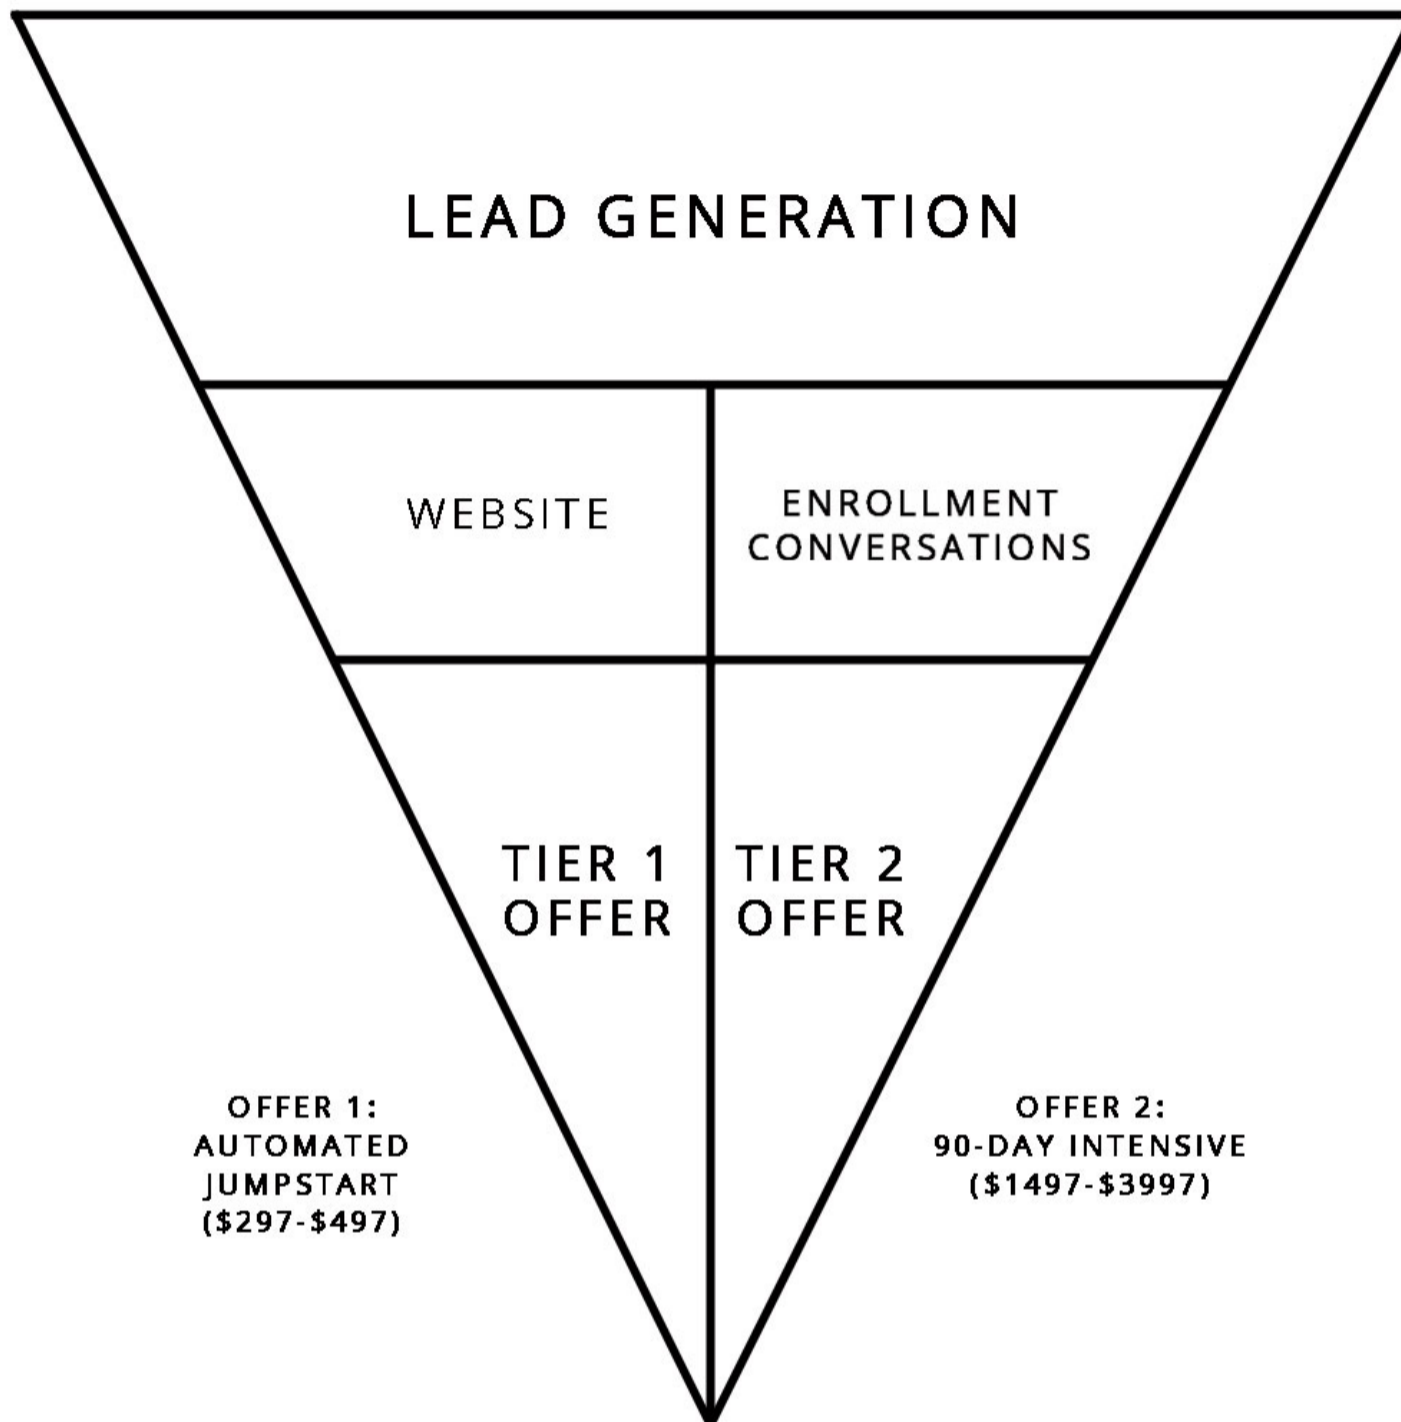 LEAD GENERATION
WEBSITE
ENROLLMENT
CONVERSATIONS
TIER 1
OFFER
TIER 2
OFFER
OFFER 1:
AUTOMATED
JUMPSTART
($297-$497)
OFFER 2:
90-DAY INTENSIVE
($1497-$3997)